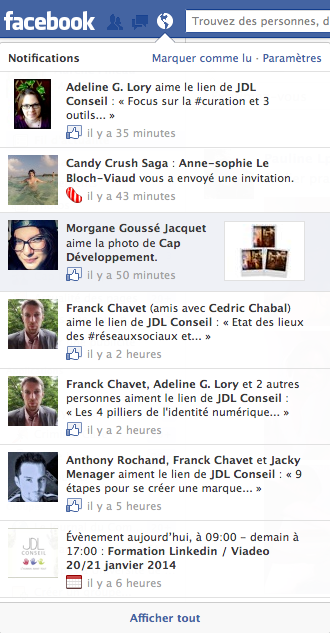 facebook
Trouvez des personnes, d
Notifications
Marquer comme lu · Paramètres
Adeline G. Lory aime le lien de JDL
Conseil : « Focus sur la #curation et 3
outils... »
il y a 35 minutes
Candy Crush Saga : Anne-sophie Le
Bloch-Viaud vous a envoyé une invitation.
il y a 43 minutes
Morgane Goussé Jacquet
aime la photo de Cap
Développement.
il y a 50 minutes
Franck Chavet (amis avec Cedric Chabal)
aime le lien de JDL Conseil : « Etat des lieux
des #réseauxsociaux et... »
il y a 2 heures
Franck Chavet, Adeline G. Lory et 2 autres
personnes aiment le lien de JDL Conseil :
« Les 4 pilliers de l'identité numérique... »
il y a 2 heures
Anthony Rochand, Franck Chavet et Jacky
Menager aiment le lien de JDL Conseil : « 9
étapes pour se créer une marque... »
il y a 5 heures
JDL
CONSEIL
Évènement aujourd'hui, à 09:00 - demain à
17:00 : Formation Linkedin / Viadeo
20/21 janvier 2014
il y a 6 heures
Afficher tout